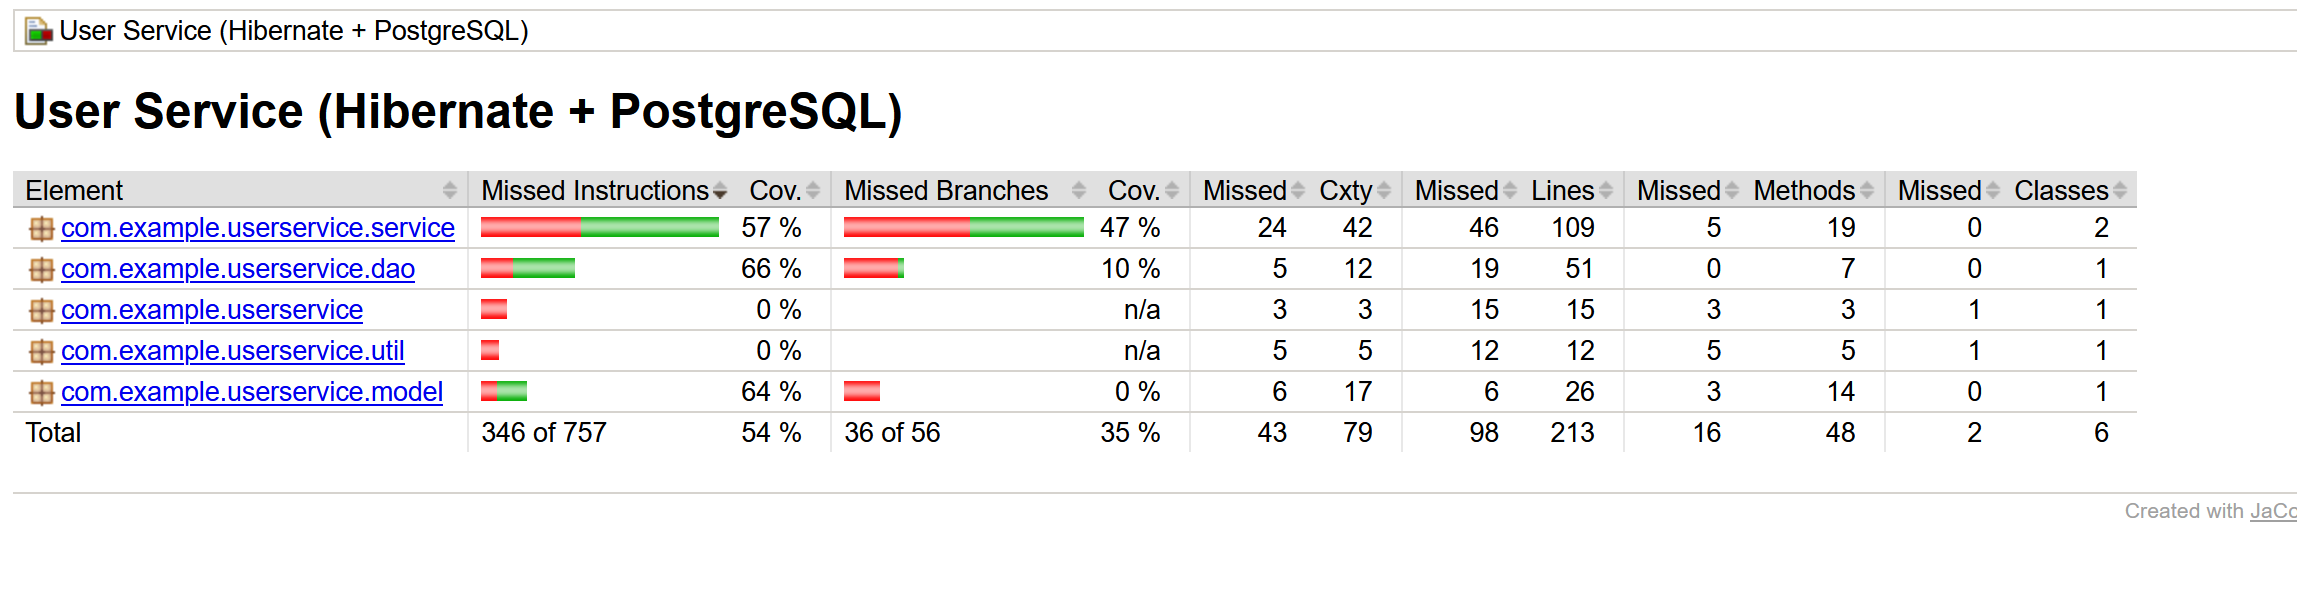 User Service (Hibernate + PostgreSQL)
User Service (Hibernate + PostgreSQL)
Element Missed Instructions Cov. Missed Branches Cov. Missed Cxty Missed Lines Missed Methods Missed Classes
com.example.userservice.service 57 % 47 % 24 42 46 109 5 19 0 2
com.example.userservice.dao 66 % 10 % 5 12 19 51 0 7 0 1
com.example.userservice 0 % n/a 3 3 15 15 3 3 1 1
com.example.userservice.util 0 % n/a 5 5 12 12 5 5 1 1
com.example.userservice.model 64 % 0 % 6 17 6 26 3 14 0 1
Total 346 of 757 54 % 36 of 56 35 % 43 79 98 213 16 48 2 6
Created with JaCo